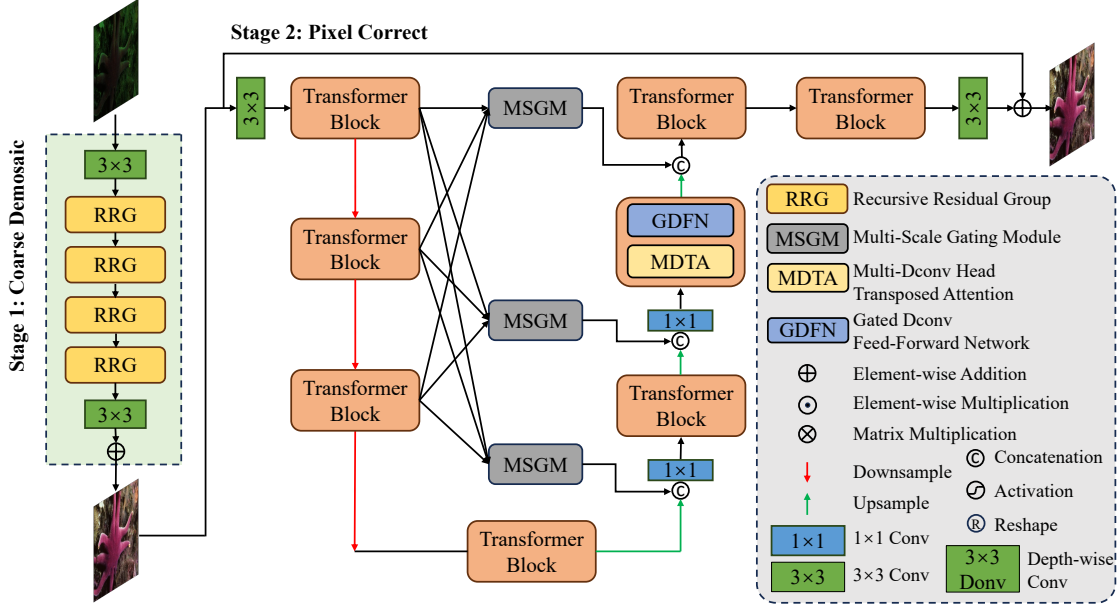 Stage 2: Pixel Correct
Stage 1: Coarse Demosaic
3×3
RRG
RRG
RRG
RRG
3×3
3×3
Transformer
Block
Transformer
Block
Transformer
Block
MSGM
MSGM
MSGM
Transformer
Block
1×1
C
Transformer
Block
1×1
C
GDFN
MDTA
C
Transformer
Block
Transformer
Block
3×3
RRG Recursive Residual Group
MSGM Multi-Scale Gating Module
MDTA Multi-Dconv Head
Transposed Attention
GDFN Gated Dconv
Feed-Forward Network
Element-wise Addition
Element-wise Multiplication
Matrix Multiplication
Downsample
Upsample
1×1 1×1 Conv
3×3 3×3 Conv
C Concatenation
Activation
R Reshape
3×3
Donv
Depth-wise
Conv